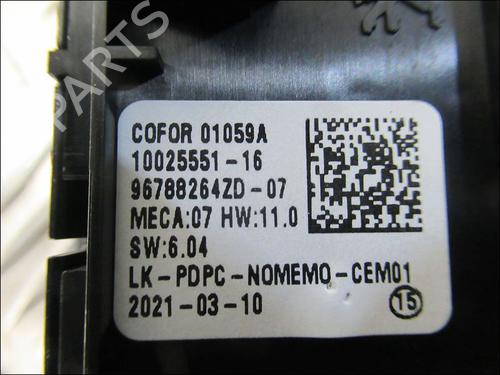 PARTS
COFOR 01059A
10025551-16
96788264ZD-07
MECA:07 HW:11.0
SW:6.04
LK-PDPC-NOMEMO-CEM01
2021-03-10
15